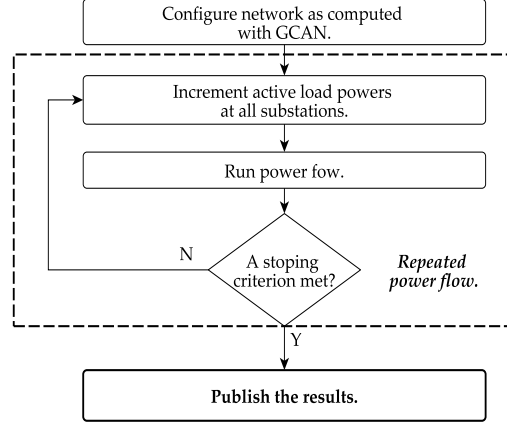 Configure network as computed
with GCAN.
Increment active load powers
at all substations.
Run power fow.
N
A stoping
criterion met?
Repeated
power flow.
Y
Publish the results.